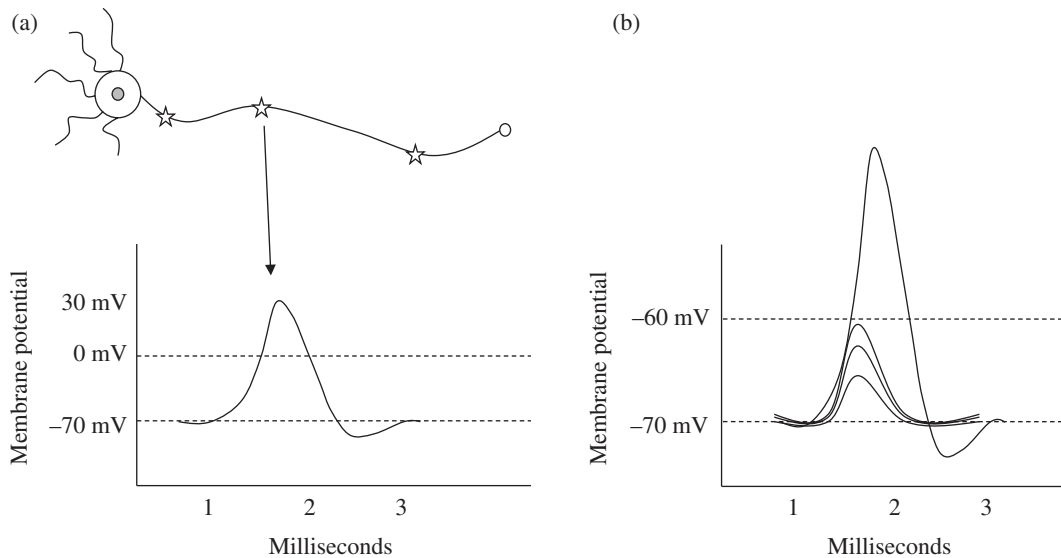 (a)
Membrane potential
30 mV
0 mV
–70 mV
1 2 3
Milliseconds
(b)
Membrane potential
–60 mV
–70 mV
1 2 3
Milliseconds